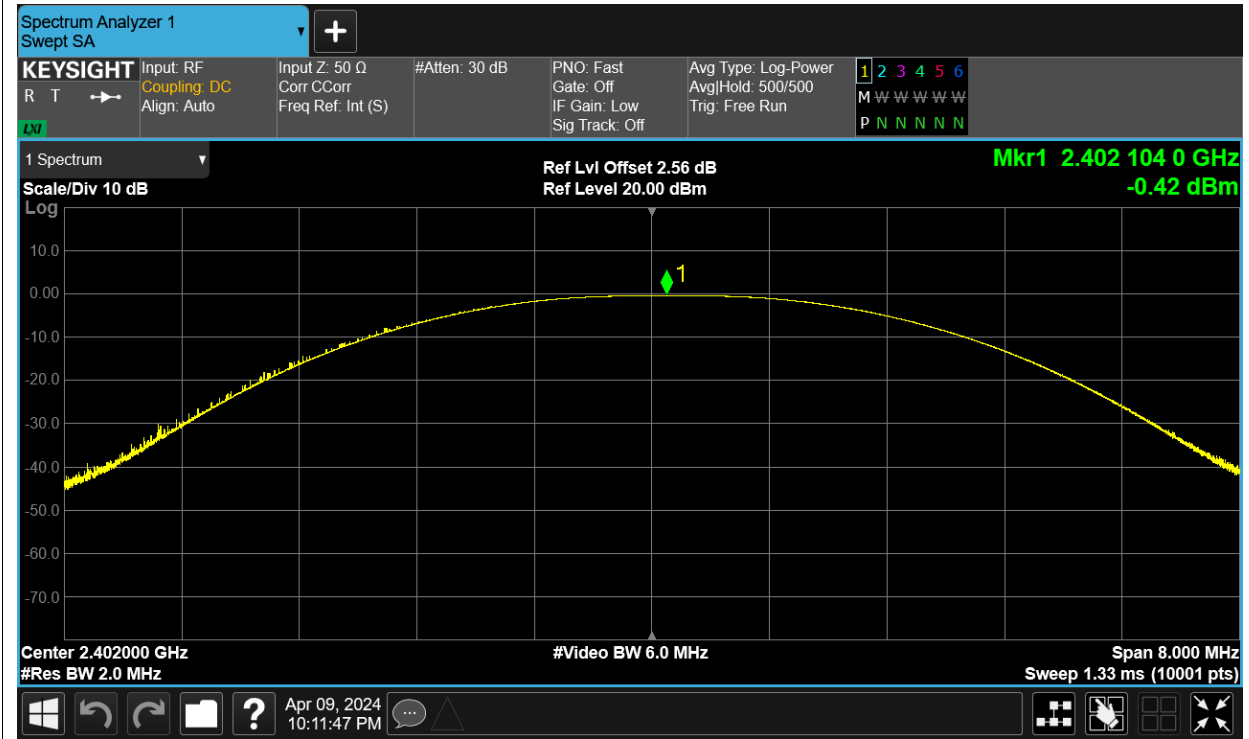 Spectrum Analyzer 1
Swept SA
KEYSIGHT
R T
LXI
Input: RF
Coupling: DC
Align: Auto
Input Z: 50 Ω
Corr CCorr
Freq Ref: Int (S)
#Atten: 30 dB
PNO: Fast
Gate: Off
IF Gain: Low
Sig Track: Off
Avg Type: Log-Power
Avg|Hold: 500/500
Trig: Free Run
1 2 3 4 5 6
M W W W W W
P N N N N N
1 Spectrum
Scale/Div 10 dB
Log
Ref Lvl Offset 2.56 dB
Ref Level 20.00 dBm
Mkr1 2.402 104 0 GHz
-0.42 dBm
1
10.0
0.00
-10.0
-20.0
-30.0
-40.0
-50.0
-60.0
-70.0
Center 2.402000 GHz
#Res BW 2.0 MHz
#Video BW 6.0 MHz
Span 8.000 MHz
Sweep 1.33 ms (10001 pts)
?
Apr 09, 2024
10:11:47 PM